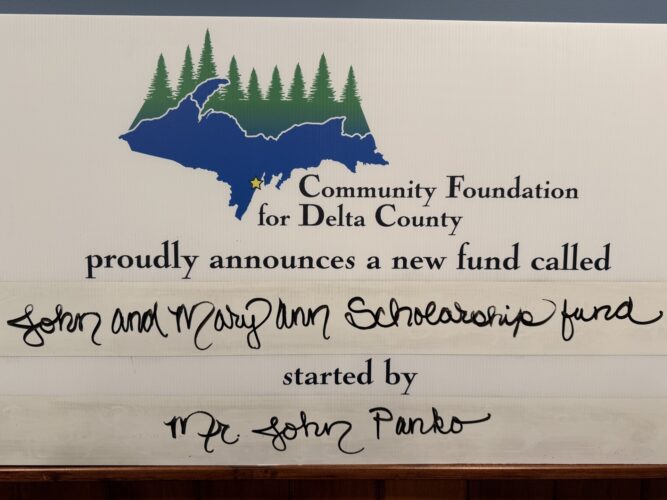 Community Foundation
for Delta County
proudly announces a new fund called
John and Mary Ann Scholarship fund
started by
Mr. John Panko